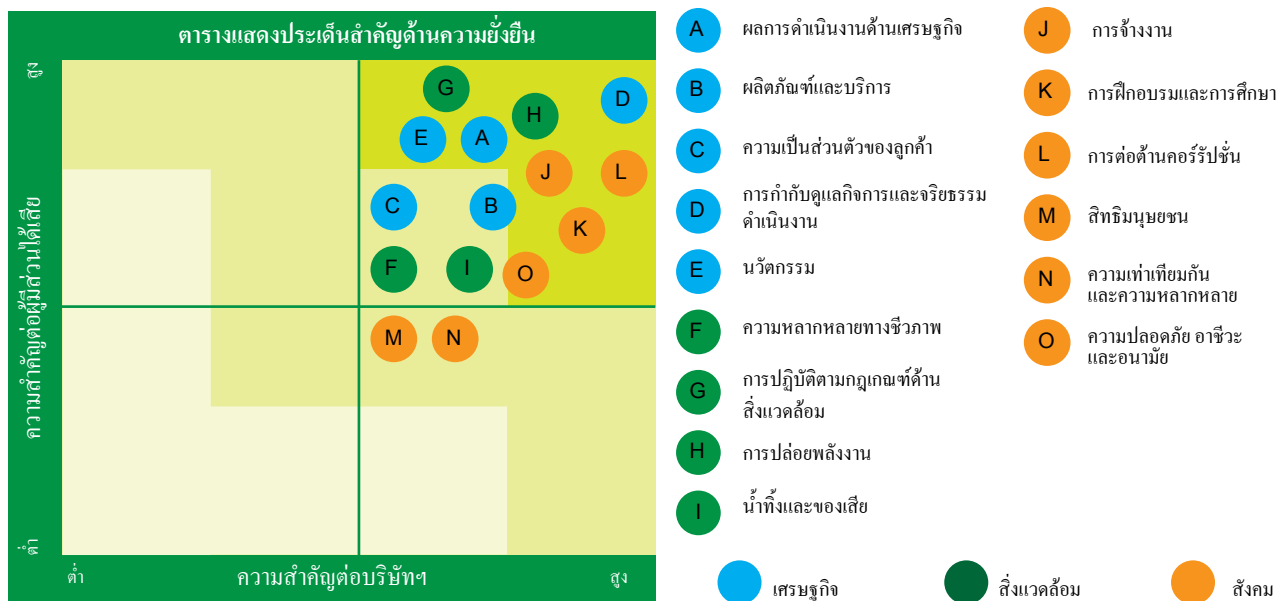 ตารางแสดงประเด็นสำคัญด้านความยั่งยืน
สูง
ความสำคัญต่อผู้มีส่วนได้เสีย
ต่ำ
G
D
H
E
A
J
L
C
B
K
F
I
O
M
N
ต่ำ
ความสำคัญต่อบริษัทฯ
สูง
A ผลการดำเนินงานด้านเศรษฐกิจ
B ผลิตภัณฑ์และบริการ
C ความเป็นส่วนตัวของลูกค้า
D การกำกับดูแลกิจการและจริยธรรม
ดำเนินงาน
E นวัตกรรม
F ความหลากหลายทางชีวภาพ
G การปฏิบัติตามกฎเกณฑ์ด้าน
สิ่งแวดล้อม
H การปล่อยพลังงาน
I น้ำทิ้งและของเสีย
J การจ้างงาน
K การฝึกอบรมและการศึกษา
L การต่อต้านคอร์รัปชั่น
M สิทธิมนุษยชน
N ความเท่าเทียมกัน
และความหลากหลาย
O ความปลอดภัย อาชีวะ
และอนามัย
เศรษฐกิจ
สิ่งแวดล้อม
สังคม